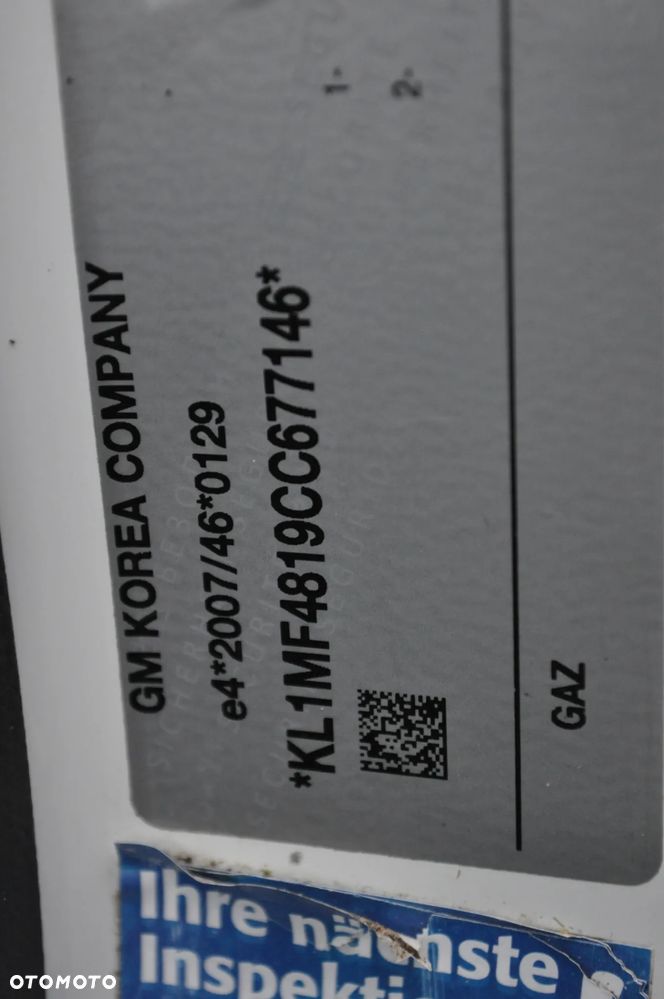 GM KOREA COMPANY
e4*2007/46*0129
*KL1MF4819CC677146*
1-
2-
GAZ
Ihre nächste
Inspekti
OTOMOTO